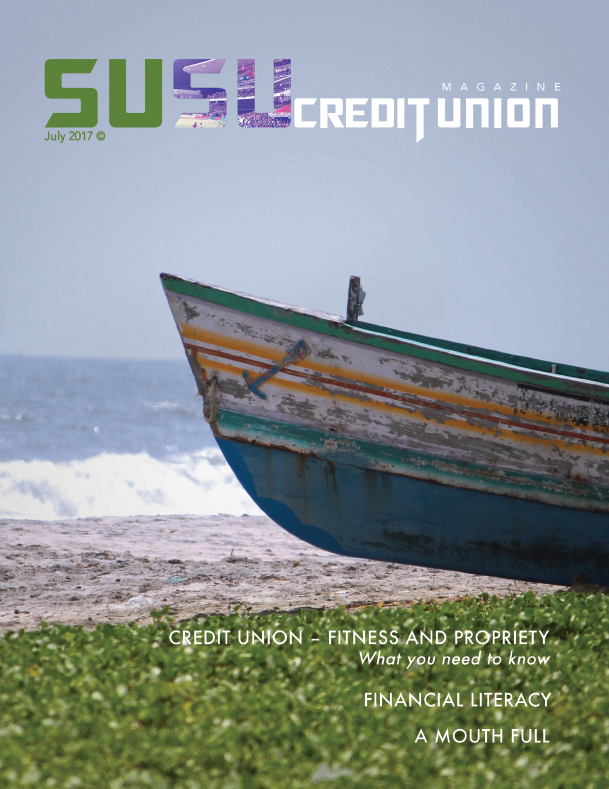 MAGAZINE
SUSU CREDIT UNION
July 2017 ©
CREDIT UNION – FITNESS AND PROPRIETY
What you need to know
FINANCIAL LITERACY
A MOUTH FULL